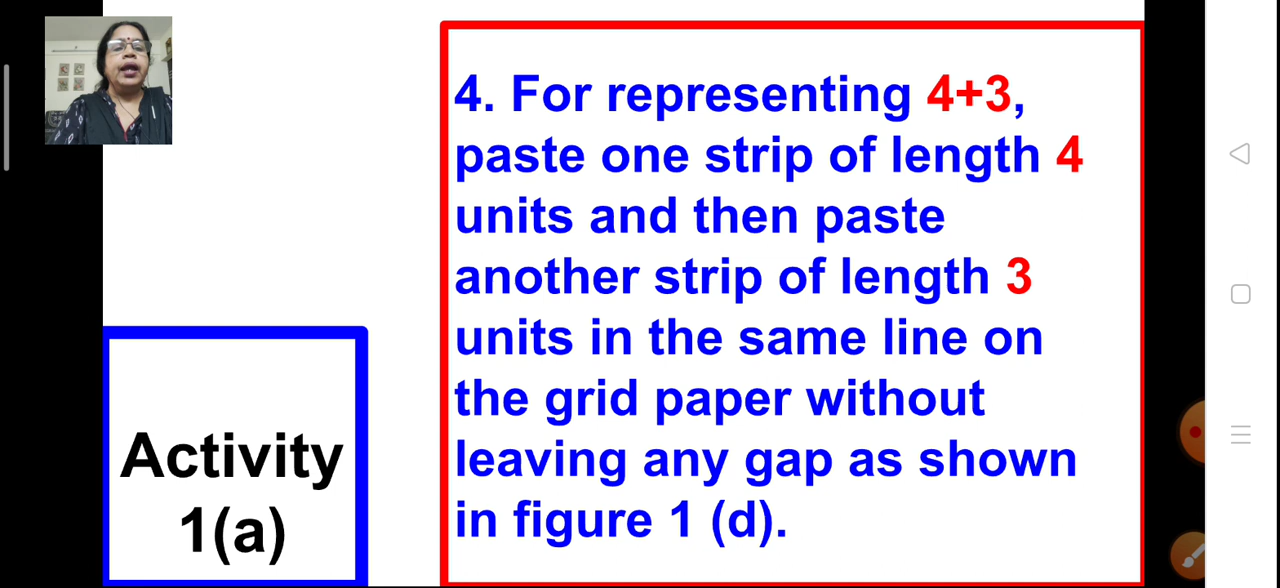 4. For representing 4+3,
paste one strip of length 4
units and then paste
another strip of length 3
units in the same line on
the grid paper without
leaving any gap as shown
in figure 1 (d).
Activity
1(a)